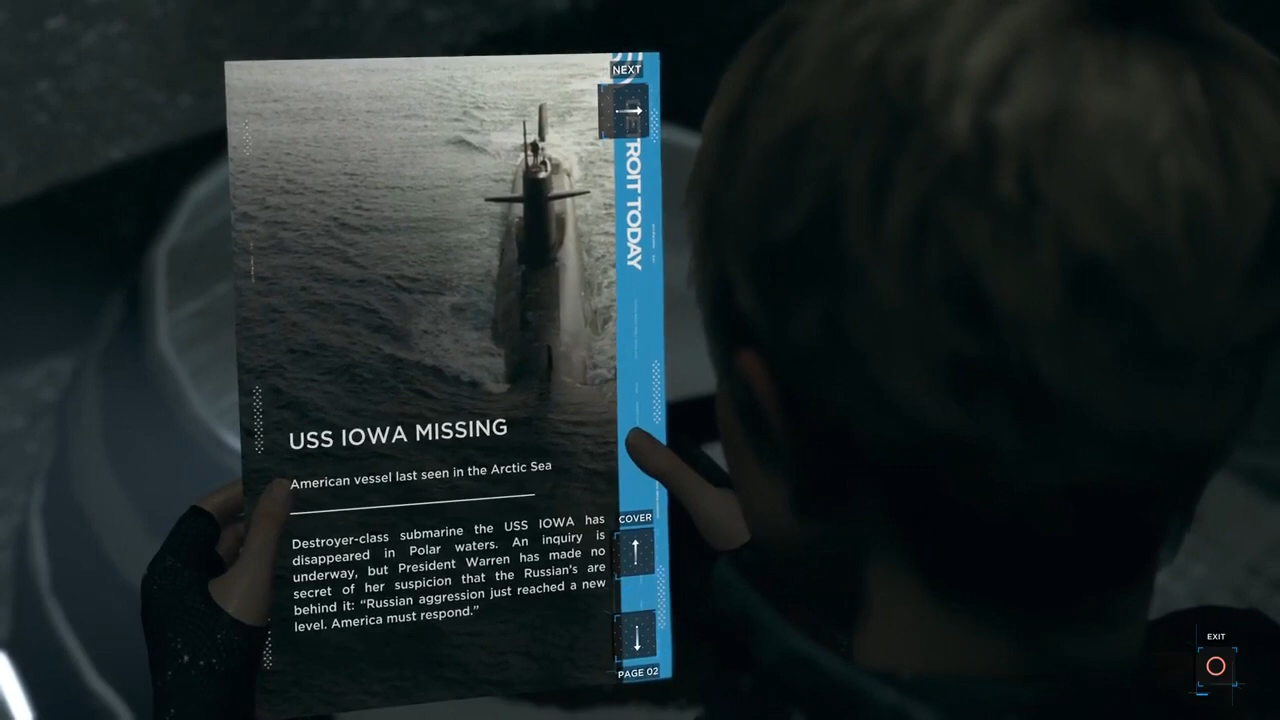 NEXT
DETROIT TODAY
USS IOWA MISSING
American vessel last seen in the Arctic Sea
Destroyer-class submarine the USS IOWA has
disappeared in Polar waters. An inquiry is
underway, but President Warren has made no
secret of her suspicion that the Russian's are
behind it: “Russian aggression just reached a new
level. America must respond.”
COVER
PAGE 02
EXIT